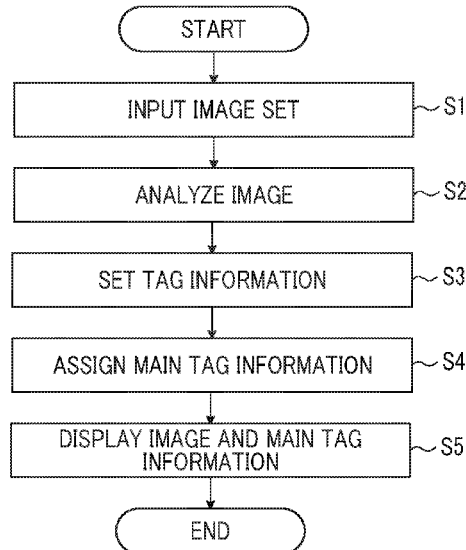 START
INPUT IMAGE SET
S1
ANALYZE IMAGE
S2
SET TAG INFORMATION
S3
ASSIGN MAIN TAG INFORMATION
S4
DISPLAY IMAGE AND MAIN TAG
INFORMATION
S5
END